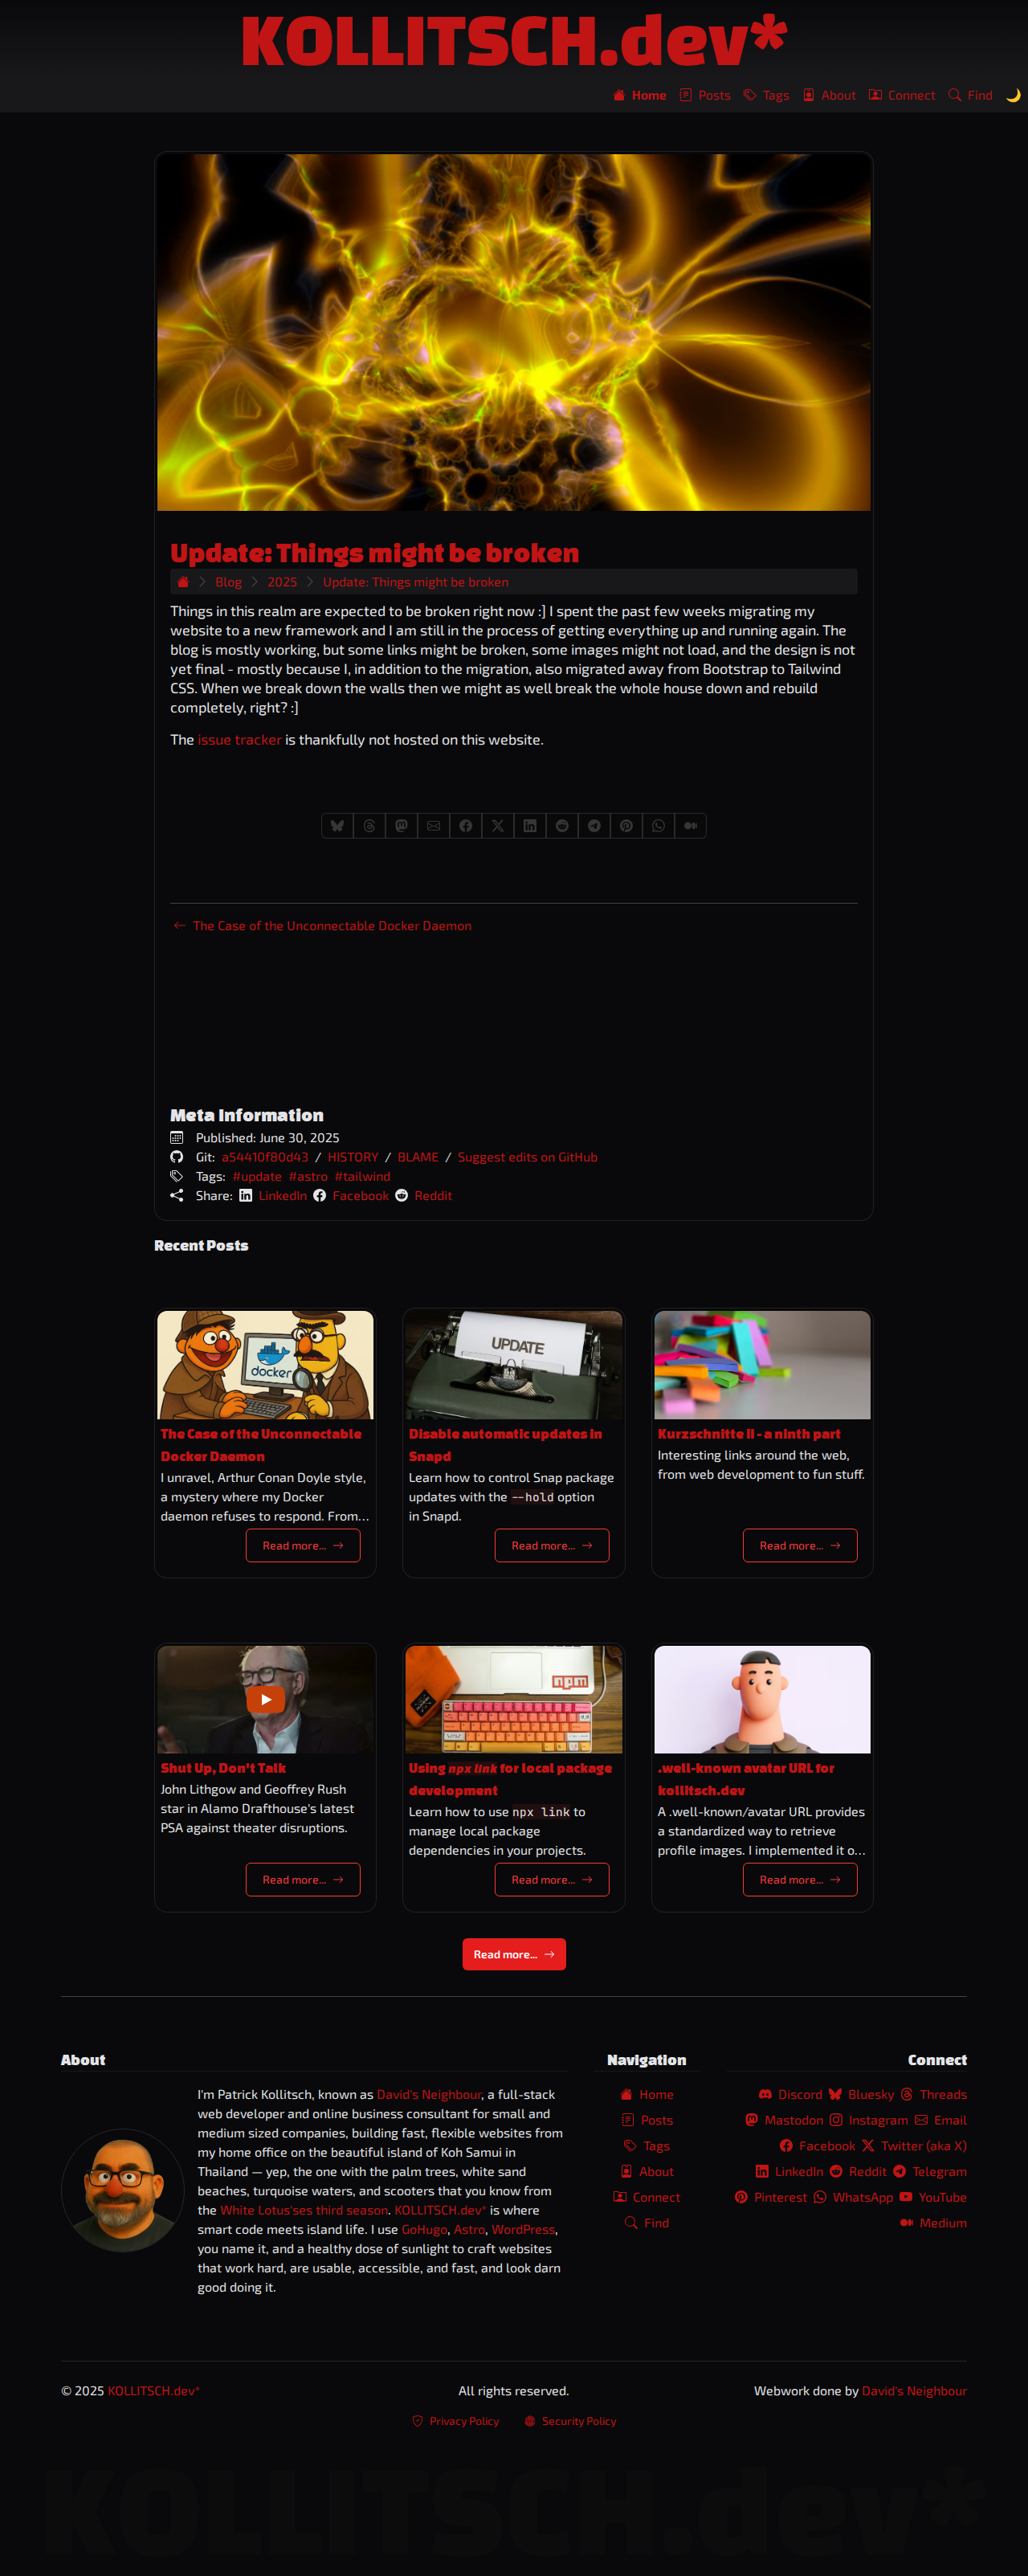 KOLLITSCH.dev*
Home Posts Tags About Connect Find
Update: Things might be broken
Blog 2025 Update: Things might be broken
Things in this realm are expected to be broken right now :] I spent the past few weeks migrating my
website to a new framework and I am still in the process of getting everything up and running again. The
blog is mostly working, but some links might be broken, some images might not load, and the design is not
yet final - mostly because I, in addition to the migration, also migrated away from Bootstrap to Tailwind
CSS. When we break down the walls then we might as well break the whole house down and rebuild
completely, right? :]
The issue tracker is thankfully not hosted on this website.
← The Case of the Unconnectable Docker Daemon
Meta Information
Published: June 30, 2025
Git: a54410f80d43 / HISTORY / BLAME / Suggest edits on GitHub
Tags: #update #astro #tailwind
Share: LinkedIn Facebook Reddit
Recent Posts
docker
The Case of the Unconnectable
Docker Daemon
I unravel, Arthur Conan Doyle style,
a mystery where my Docker
daemon refuses to respond. From...
Read more... →
UPDATE
Disable automatic updates in
Snapd
Learn how to control Snap package
updates with the --hold option
in Snapd.
Read more... →
Kurzschnitte II - a ninth part
Interesting links around the web,
from web development to fun stuff.
Read more... →
Shut Up, Don't Talk
John Lithgow and Geoffrey Rush
star in Alamo Drafthouse's latest
PSA against theater disruptions.
Read more... →
npm
Using npx link for local package
development
Learn how to use npx link to
manage local package
dependencies in your projects.
Read more... →
.well-known avatar URL for
kollitsch.dev
A .well-known/avatar URL provides
a standardized way to retrieve
profile images. I implemented it o...
Read more... →
Read more... →
About
I'm Patrick Kollitsch, known as David's Neighbour, a full-stack
web developer and online business consultant for small and
medium sized companies, building fast, flexible websites from
my home office on the beautiful island of Koh Samui in
Thailand — yep, the one with the palm trees, white sand
beaches, turquoise waters, and scooters that you know from
the White Lotus'ses third season. KOLLITSCH.dev* is where
smart code meets island life. I use GoHugo, Astro, WordPress,
you name it, and a healthy dose of sunlight to craft websites
that work hard, are usable, accessible, and fast, and look darn
good doing it.
Navigation
Home
Posts
Tags
About
Connect
Find
Connect
Discord Bluesky Threads
Mastodon Instagram Email
Facebook Twitter (aka X)
LinkedIn Reddit Telegram
Pinterest WhatsApp YouTube
Medium
© 2025 KOLLITSCH.dev* All rights reserved. Webwork done by David's Neighbour
Privacy Policy Security Policy
KOLLITSCH.dev*